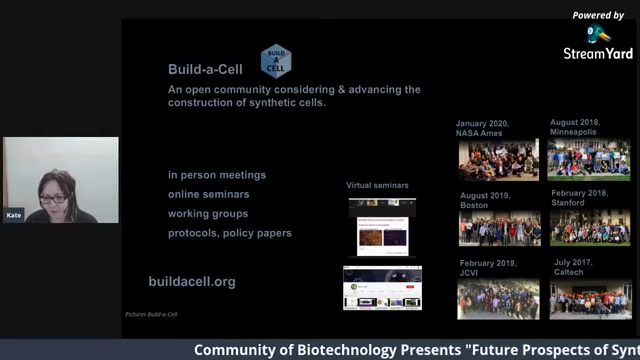 Powered by
StreamYard
Build-a-Cell
BUILD
A
CELL
An open community considering & advancing the
construction of synthetic cells.
January 2020,
NASA Ames
August 2018,
Minneapolis
in person meetings
online seminars
working groups
protocols, policy papers
Virtual seminars
August 2019,
Boston
February 2018,
Stanford
Kate
buildacell.org
February 2019,
JCVI
July 2017,
Caltech
Pictures Build-a-Cell
Community of Biotechnology Presents "Future Prospects of Synt